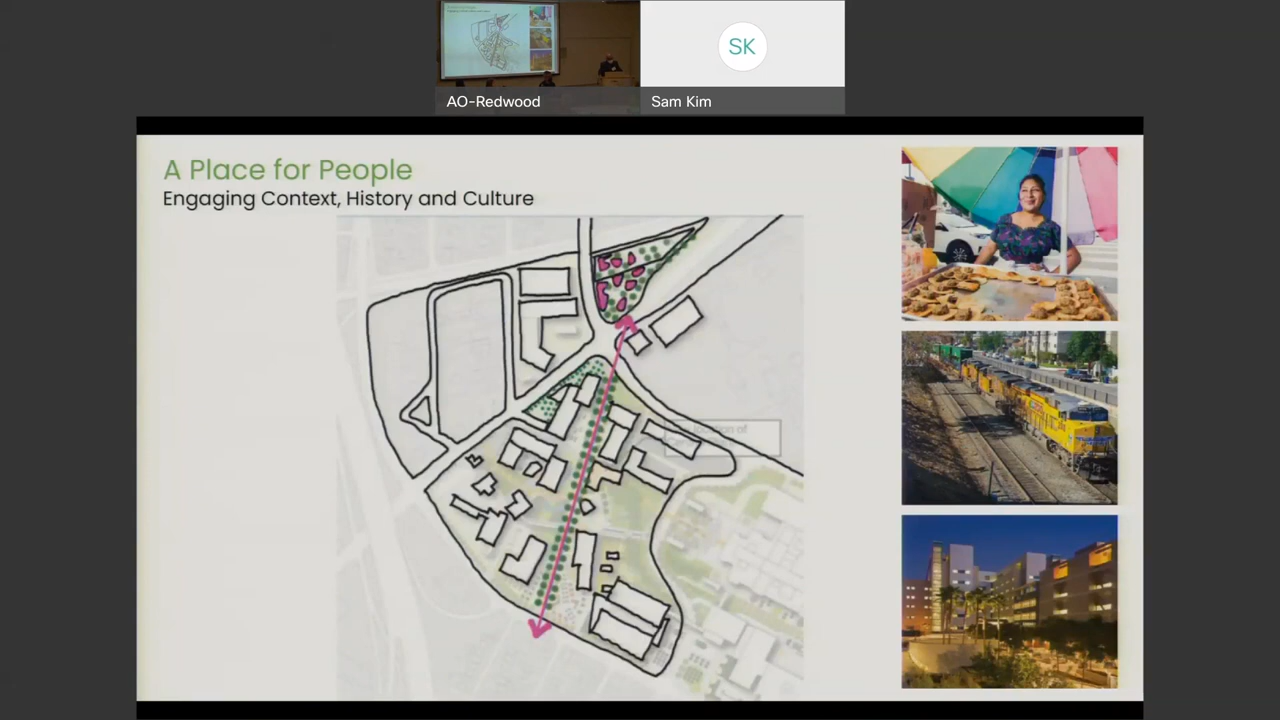 SK
AO-Redwood
Sam Kim
A Place for People
Engaging Context, History and Culture